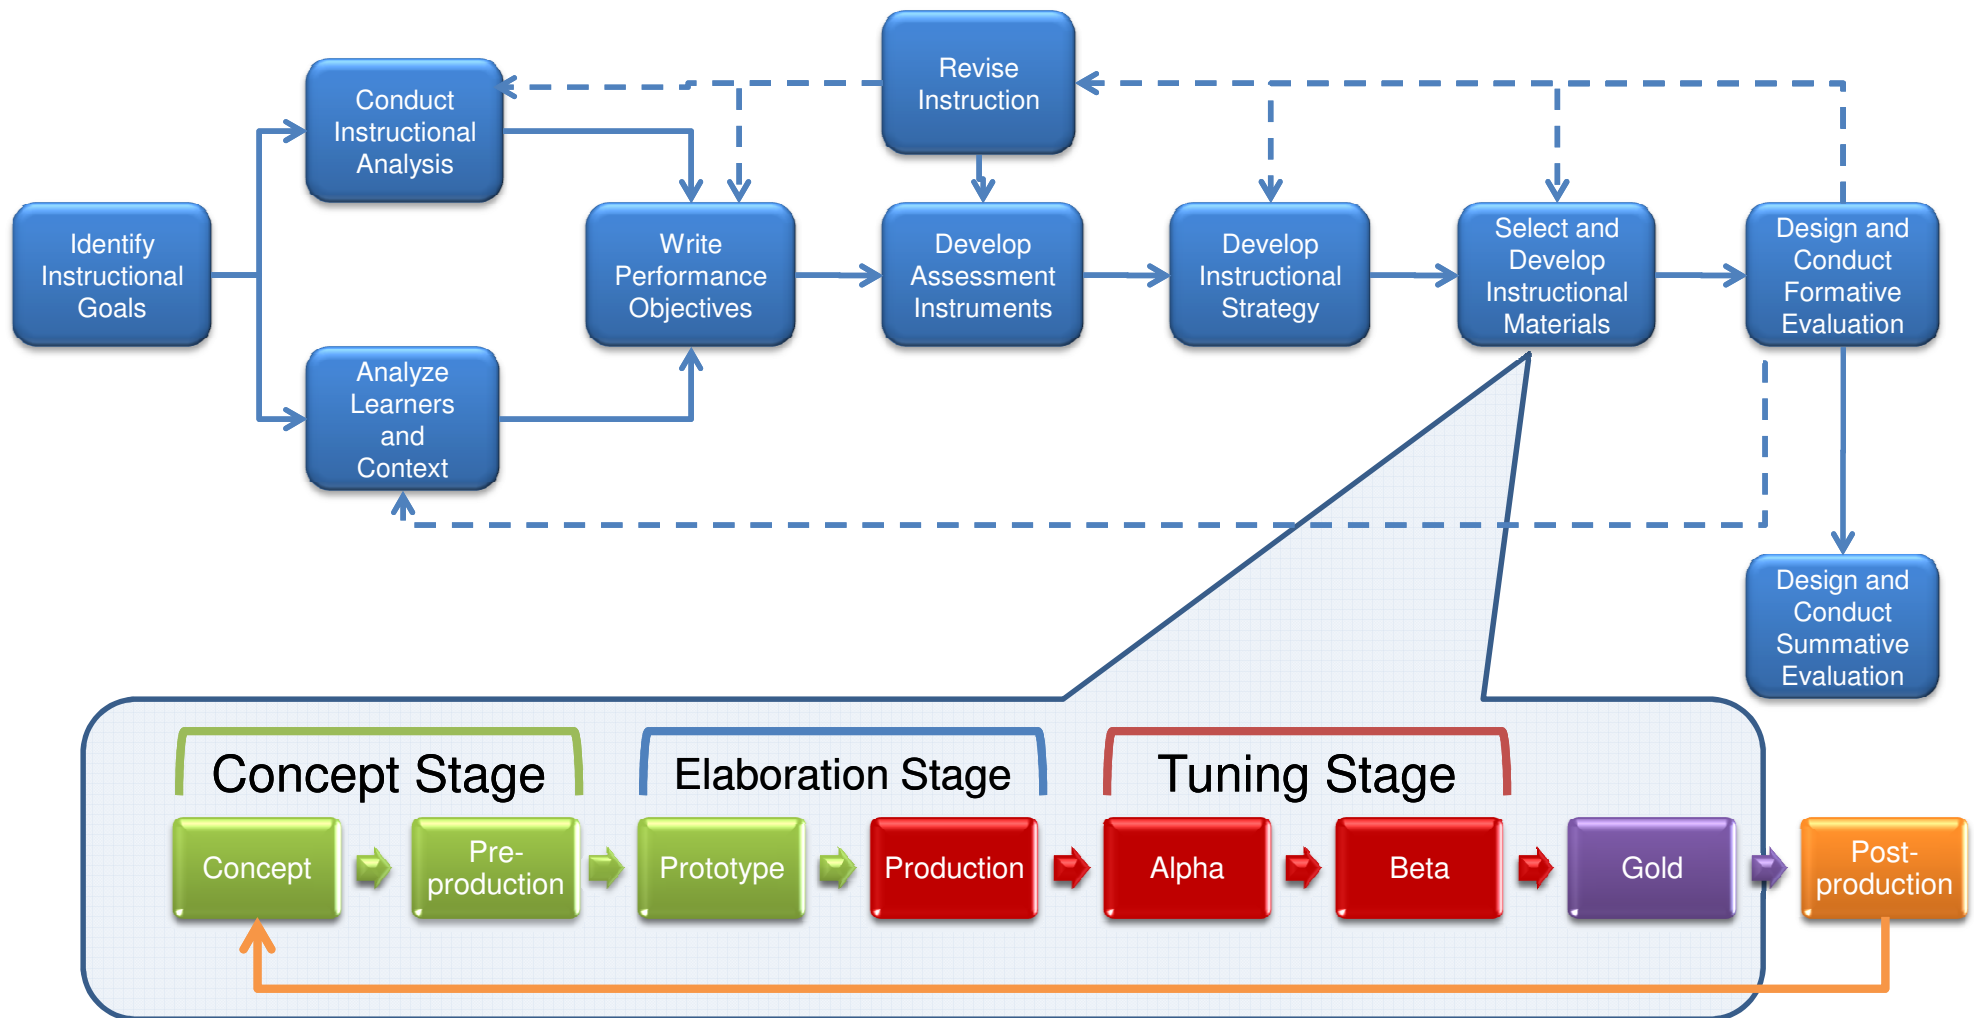 Revise
Instruction
Conduct
Instructional
Analysis
Identify
Instructional
Goals
Write
Performance
Objectives
Develop
Assessment
Instruments
Develop
Instructional
Strategy
Select and
Develop
Instructional
Materials
Design and
Conduct
Formative
Evaluation
Analyze
Learners
and
Context
Design and
Conduct
Summative
Evaluation
Concept Stage
Elaboration Stage
Tuning Stage
Concept
Pre-
production
Prototype
Production
Alpha
Beta
Gold
Post-
production